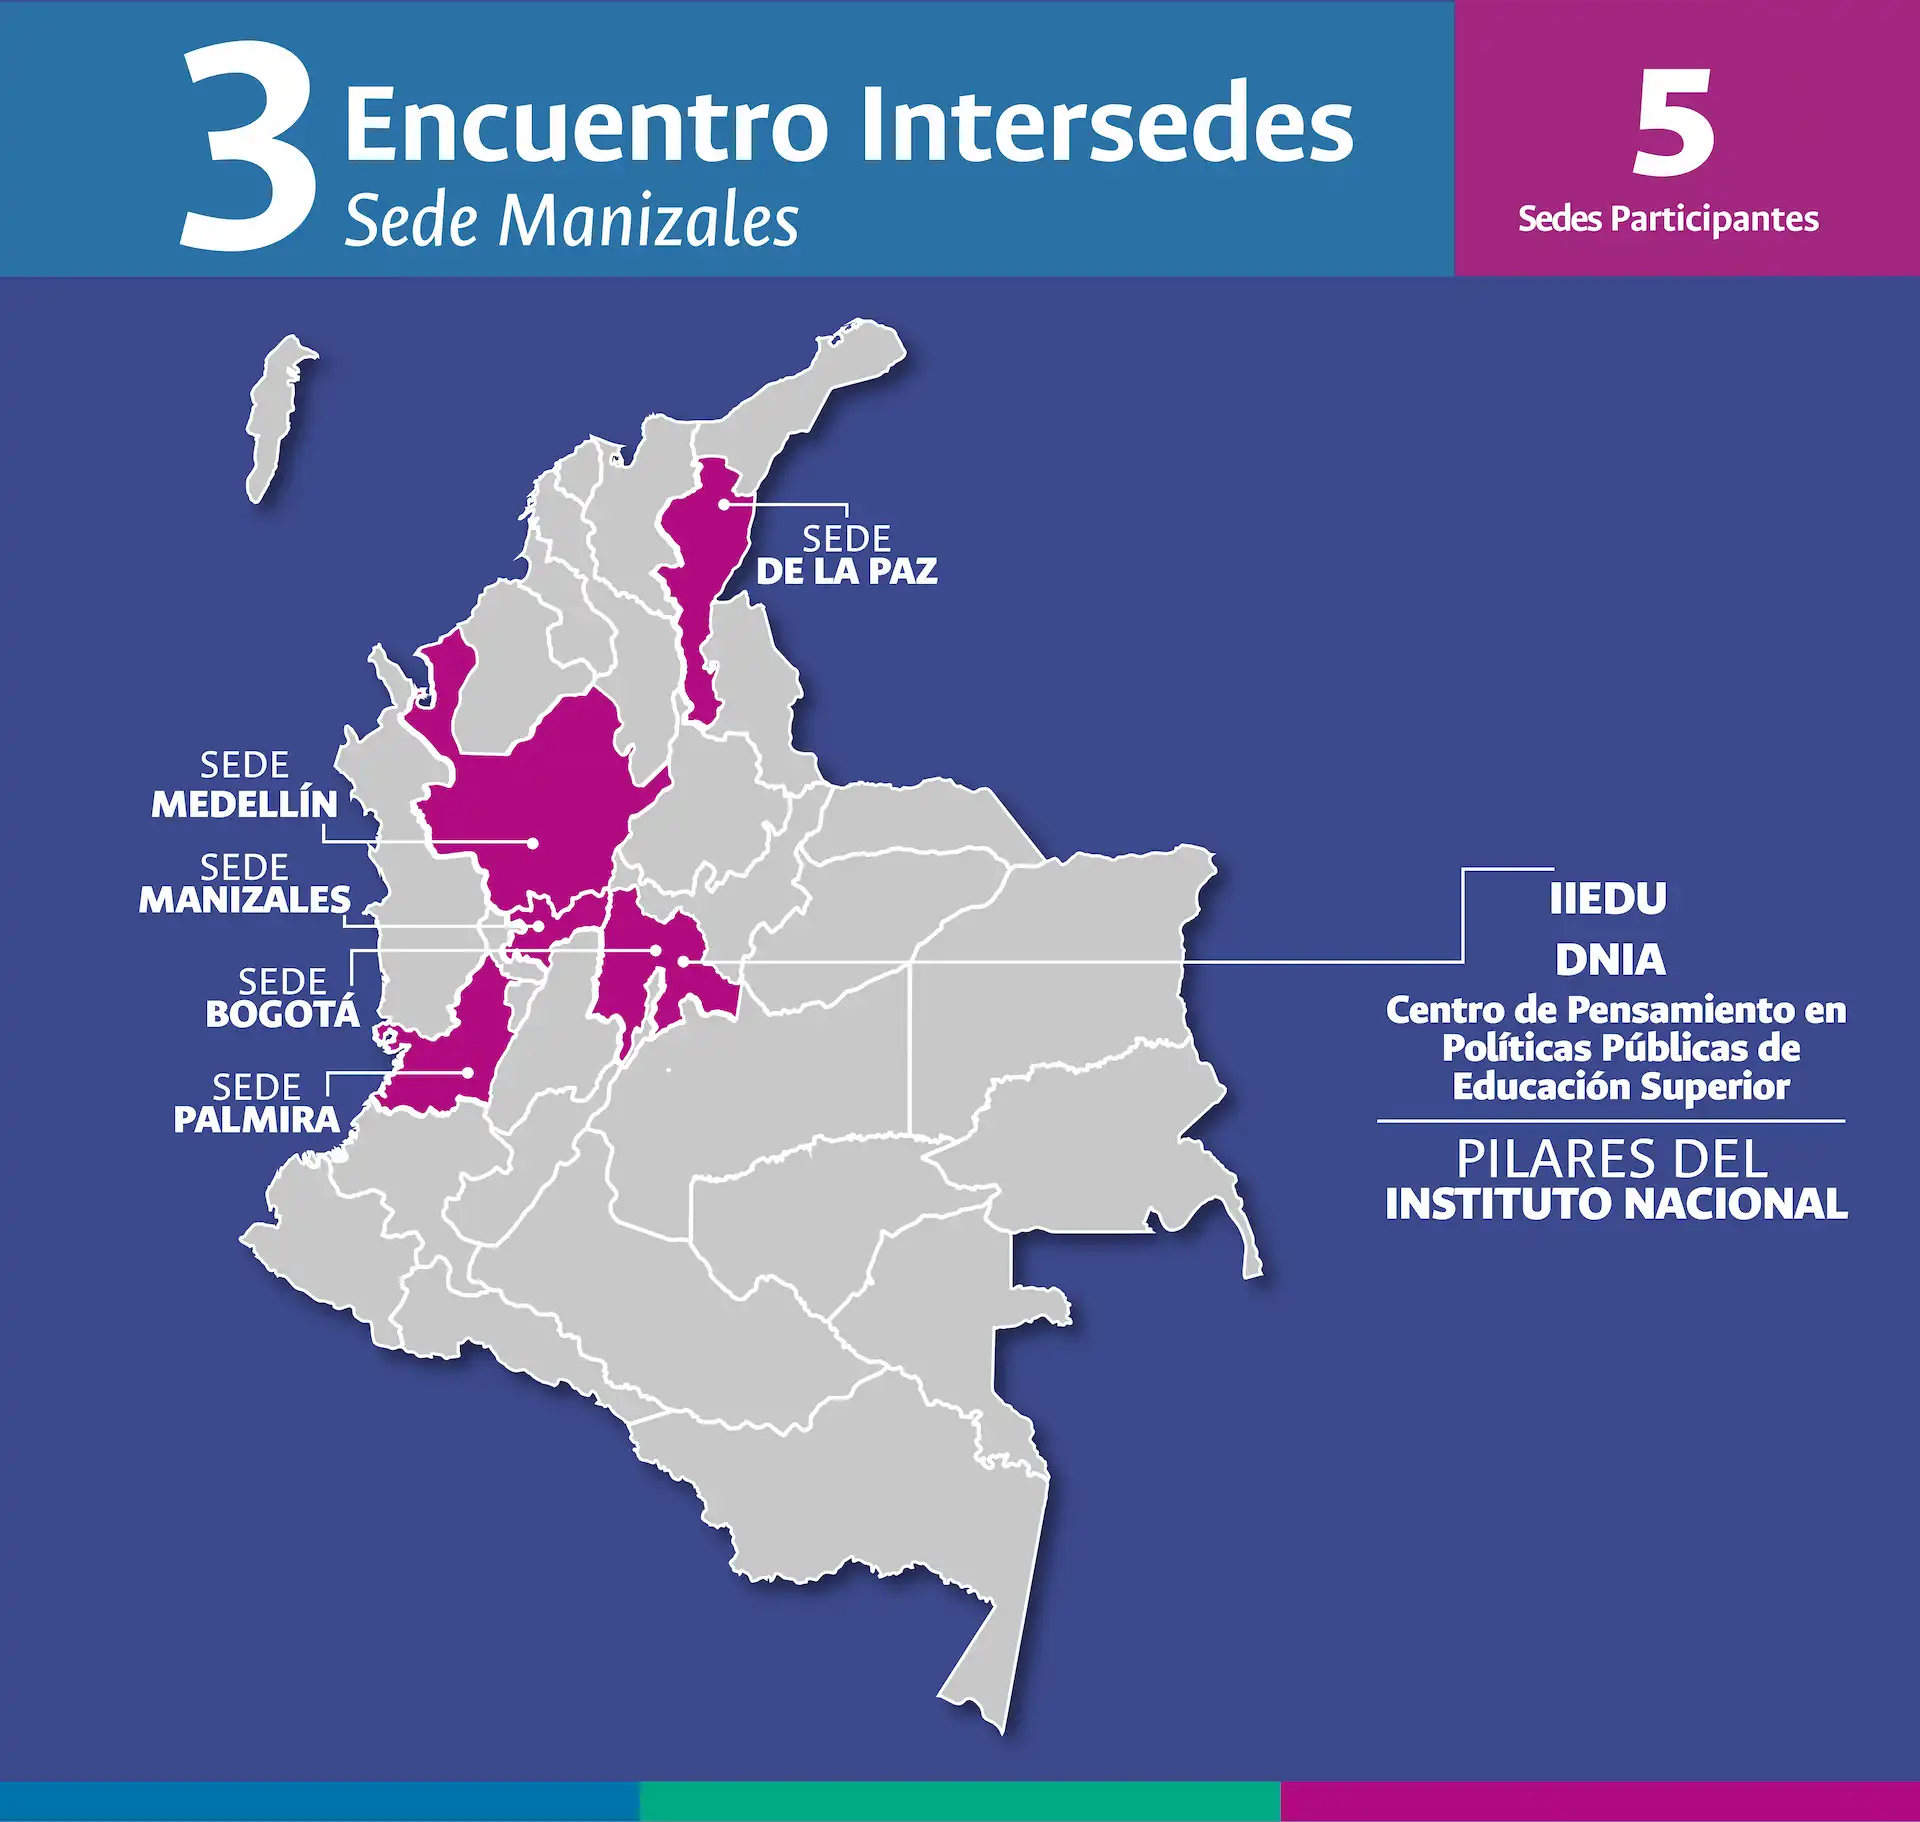 3 Encuentro Intersedes
Sede Manizales
5
Sedes Participantes
SEDE
DE LA PAZ
SEDE
MEDELLÍN
SEDE
MANIZALES
SEDE
BOGOTÁ
SEDE
PALMIRA
IIEDU
DNIA
Centro de Pensamiento en
Políticas Públicas de
Educación Superior
PILARES DEL
INSTITUTO NACIONAL